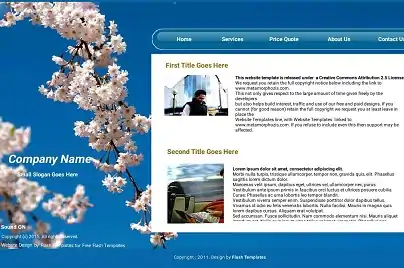 Home Services Price Quote About Us Contact Us
First Title Goes Here
This website template is released under a Creative Commons Attribution 2.5 License
We request you retain the full copyright notice below including the link to
www.metamorphozis.com.
This not only gives respect to the large amount of time given freely by the
developers
but also helps build interest, traffic and use of our free and paid designs. if you
cannot (for good reason) retain the full copyright we request you at least leave in
place the
Website Templates line, with Website Templates linked to
www.metamorphozis.com. If you refuse to include even this then support may be
affected.
Second Title Goes Here
Company Name
Small Slogan Goes Here
Lorem ipsum dolor sit amet, consectetur adipiscing elit.
Morbi nulla turpis, tristique ullamcorper tempor non, gravida quis elit. Phasellus
sagittis lorem dictum dolor.
Maecenas velit ipsum, dapibus eget, ultrices vel, ullamcorper nec, purus
Vestibulum ante ipsum primis in faucibus orci luctus et ultrices posuere cubilia
Curae; Phasellus ac urna lobortis leo tempor blandit.
Vestibulum viverra semper enim. Suspendisse porttitor dolor dapibus tellus.
Vivamus id odio eu felis venenatis lobortis. Nulla facilisi. Mauris in magna quis
lorem dapibus cursus. Aliquam erat volutpat.
Sed accumsan. Fusce sollicitudin. Nam commodo elementum nisi. Mauris aliquet
Sound ON
Copyright (c) 2011. All rights reserved.
Website Design by Flash Templates for Free Flash Templates
Copyright ; 2011. Design by Flash Templates